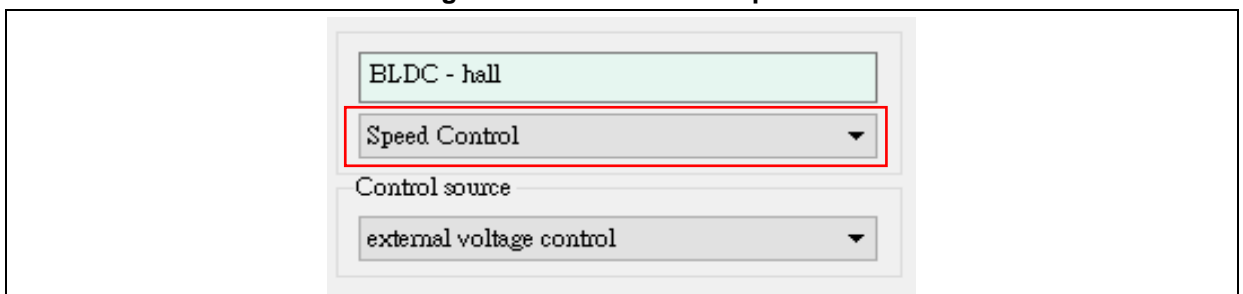 BLDC - hall
Speed Control
Control source
external voltage control